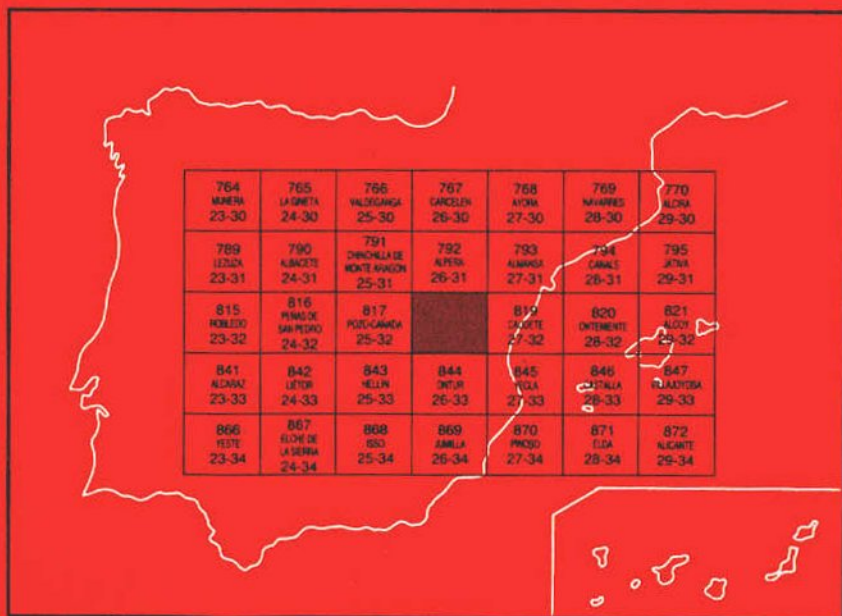 764
MUNERA
23-30
765
LA GINETA
24-30
766
VALDEGANGA
25-30
767
CARCELEN
26-30
768
AYORA
27-30
769
NAVARRES
28-30
770
ALCIRA
29-30
789
LEZUZA
23-31
790
ALBACETE
24-31
791
CHINCHILLA DE
MONTE ARAGON
25-31
792
ALPERA
26-31
793
ALMANSA
27-31
794
CANALS
28-31
795
JATIVA
29-31
815
ROBLEDO
23-32
816
PEÑAS DE
SAN PEDRO
24-32
817
POZO-CAÑADA
25-32
819
CAUDETE
27-32
820
ONTENIENTE
28-32
821
ALCOY
29-32
841
ALCARAZ
23-33
842
LIÉTOR
24-33
843
HELLIN
25-33
844
ONTUR
26-33
845
YECLA
27-33
846
CASTALLA
28-33
847
VILLAJOYOSA
29-33
866
YESTE
23-34
867
ELCHE DE
LA SIERRA
24-34
868
ISSO
25-34
869
JUMILLA
26-34
870
PINOSO
27-34
871
ELDA
28-34
872
ALICANTE
29-34